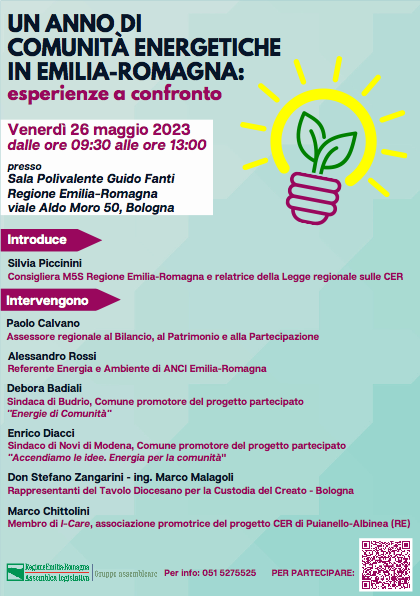 UN ANNO DI
COMUNITÀ ENERGETICHE
IN EMILIA-ROMAGNA:
esperienze a confronto
Venerdì 26 maggio 2023
dalle ore 09:30 alle ore 13:00
presso
Sala Polivalente Guido Fanti
Regione Emilia-Romagna
viale Aldo Moro 50, Bologna
Introduce
Silvia Piccinini
Consigliera M5S Regione Emilia-Romagna e relatrice della Legge regionale sulle CER
Intervengono
Paolo Calvano
Assessore regionale al Bilancio, al Patrimonio e alla Partecipazione
Alessandro Rossi
Referente Energia e Ambiente di ANCI Emilia-Romagna
Debora Badiali
Sindaca di Budrio, Comune promotore del progetto partecipato
"Energie di Comunità"
Enrico Diacci
Sindaco di Novi di Modena, Comune promotore del progetto partecipato
"Accendiamo le idee. Energia per la comunità"
Don Stefano Zangarini - ing. Marco Malagoli
Rappresentanti del Tavolo Diocesano per la Custodia del Creato - Bologna
Marco Chittolini
Membro di I-Care, associazione promotrice del progetto CER di Puianello-Albinea (RE)
RegioneEmilia-Romagna
Assemblea legislativa
Gruppe assembleare
Per info: 051 5275525
PER PARTECIPARE: